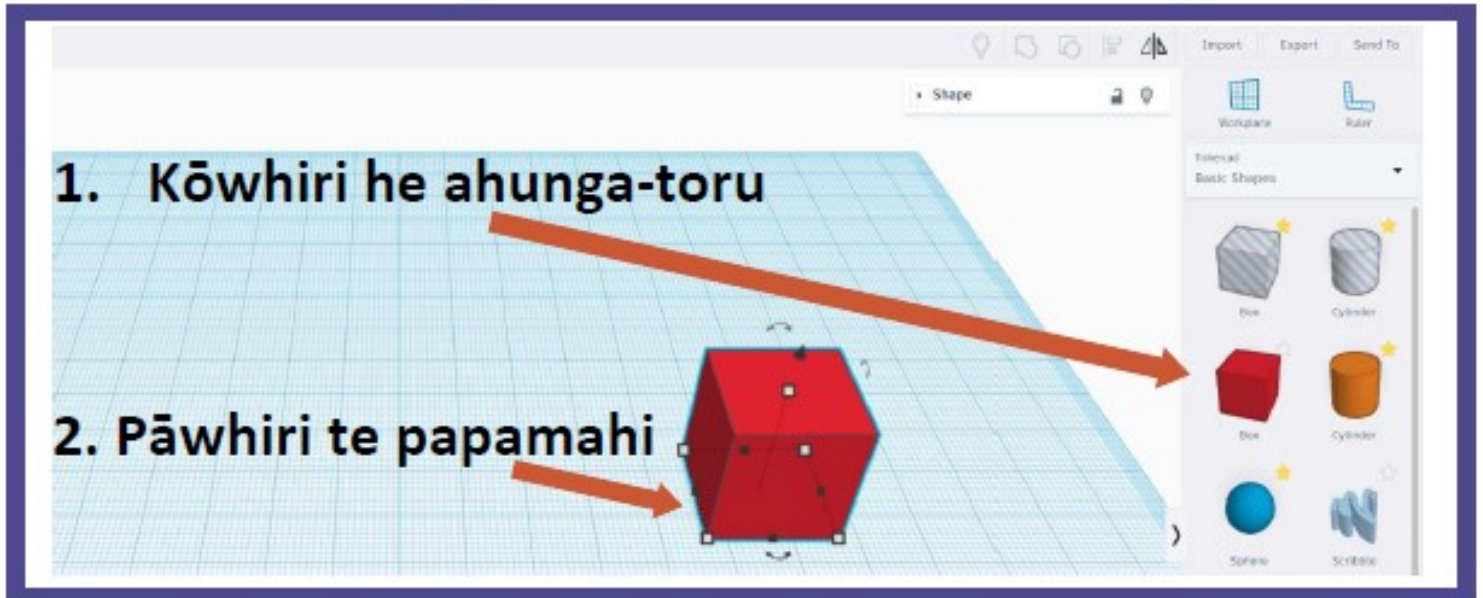 Import Export Send To
Shape
Workplane Ruler
Tinkercad
Basic Shapes
1. Kōwhiri he ahunga-toru
Box Cylinder
Box Cylinder
2. Pāwhiri te papamahi
Sphere Scribble